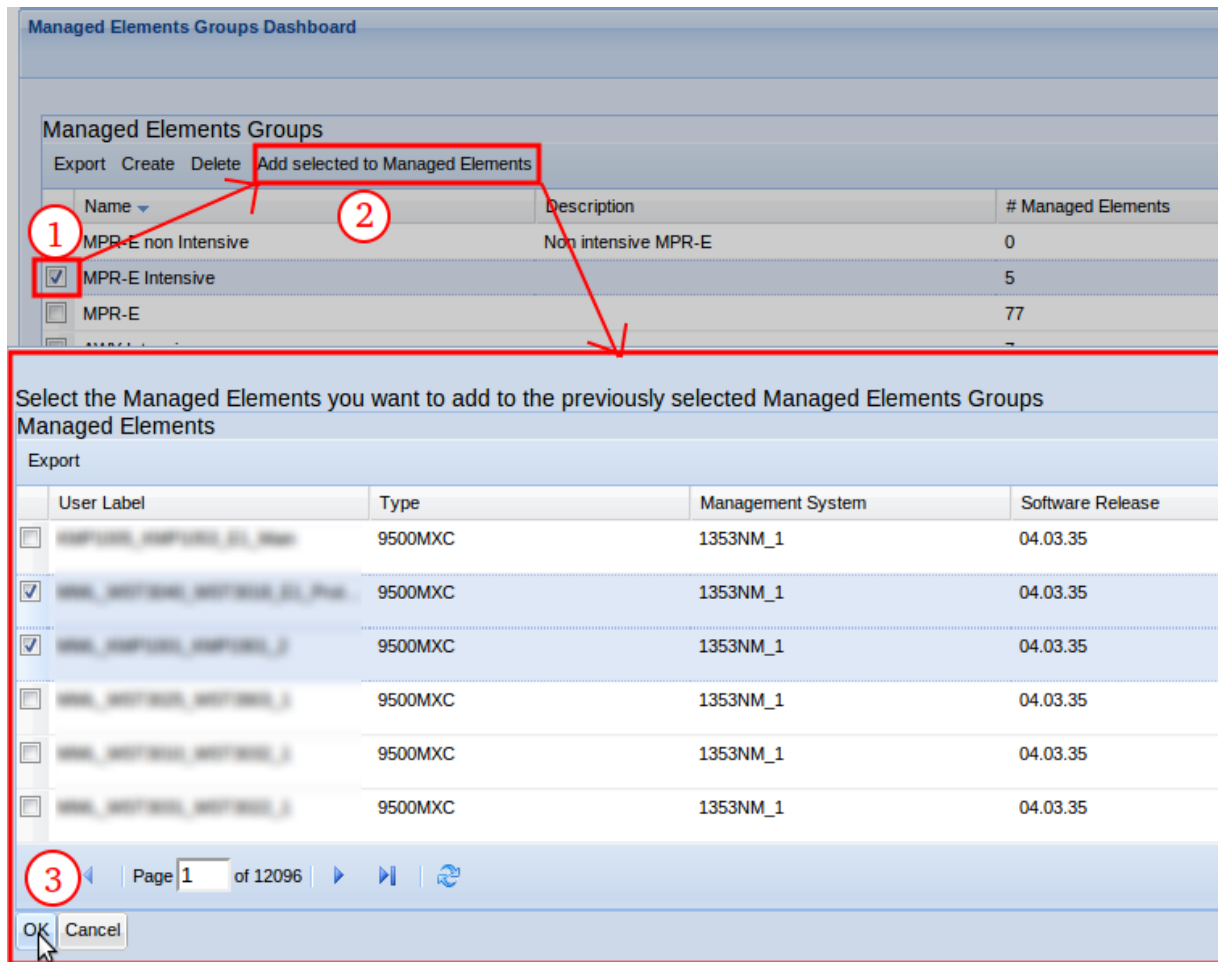 Managed Elements Groups Dashboard
Managed Elements Groups
Export Create Delete Add selected to Managed Elements
Name Description # Managed Elements
1 2
MPR-E non Intensive Non intensive MPR-E 0
MPR-E Intensive 5
MPR-E 77
Select the Managed Elements you want to add to the previously selected Managed Elements Groups
Managed Elements
Export
User Label Type Management System Software Release
9500MXC 1353NM_1 04.03.35
9500MXC 1353NM_1 04.03.35
9500MXC 1353NM_1 04.03.35
9500MXC 1353NM_1 04.03.35
9500MXC 1353NM_1 04.03.35
9500MXC 1353NM_1 04.03.35
3 Page 1 of 12096
OK Cancel